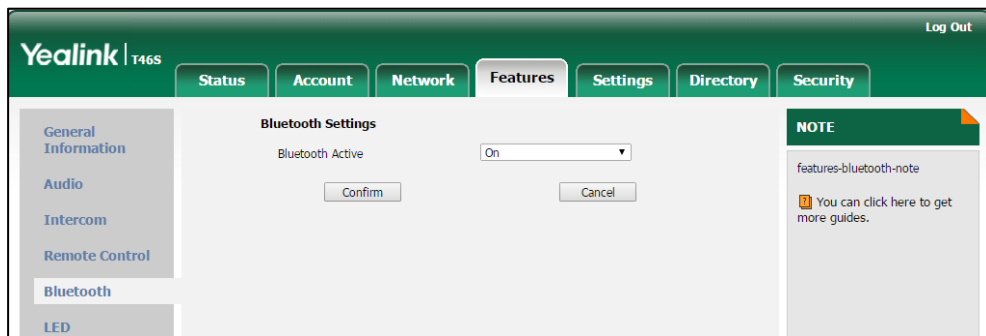 Log Out
Yealink T46S
Status Account Network Features Settings Directory Security
General
Information
Audio
Intercom
Remote Control
Bluetooth
LED
Bluetooth Settings
Bluetooth Active On
Confirm Cancel
NOTE
features-bluetooth-note
? You can click here to get
more guides.